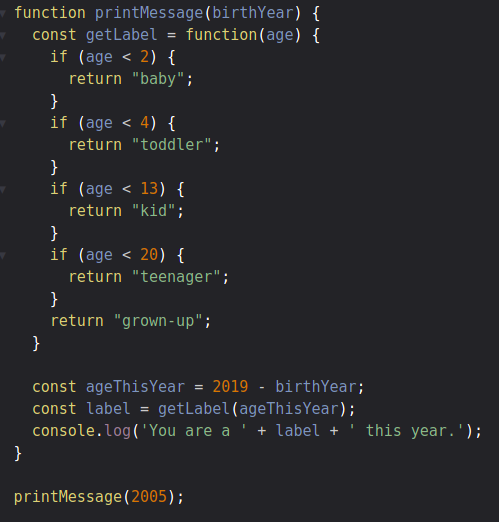 function printMessage(birthYear) {
  const getLabel = function(age) {
    if (age < 2) {
      return "baby";
    }
    if (age < 4) {
      return "toddler";
    }
    if (age < 13) {
      return "kid";
    }
    if (age < 20) {
      return "teenager";
    }
    return "grown-up";
  }

  const ageThisYear = 2019 - birthYear;
  const label = getLabel(ageThisYear);
  console.log('You are a ' + label + ' this year.');
}

printMessage(2005);